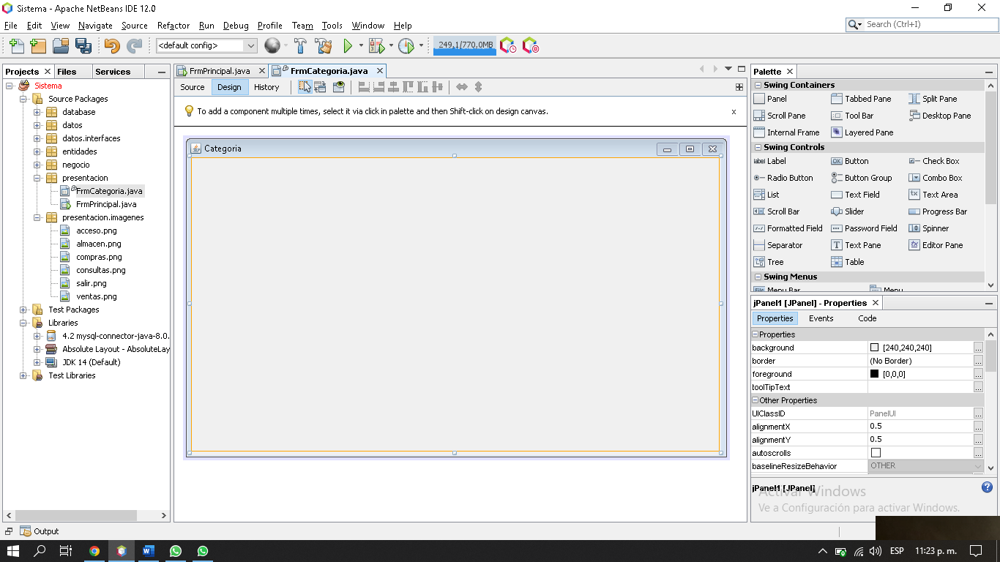 Sistema - Apache NetBeans IDE 12.0
File Edit View Navigate Source Refactor Run Debug Profile Team Tools Window Help
Search (Ctrl+I)
<default config>
249,1/770,0MB
Projects Files Services
Sistema
Source Packages
database
datos
datos.interfaces
entidades
negocio
presentacion
FrmCategoria.java
FrmPrincipal.java
presentacion.imagenes
acceso.png
almacen.png
compras.png
consultas.png
salir.png
ventas.png
Test Packages
Libraries
4.2 mysql-connector-java-8.0.
Absolute Layout - AbsoluteLay
JDK 14 (Default)
Test Libraries
FrmPrincipal.java FrmCategoria.java
Source Design History
To add a component multiple times, select it via click in palette and then Shift-click on design canvas.
x
Categoria
Palette
Swing Containers
Panel Tabbed Pane Split Pane
Scroll Pane Tool Bar Desktop Pane
Internal Frame Layered Pane
Swing Controls
label Label OK Button Check Box
Radio Button Button Group Combo Box
List Text Field Text Area
Scroll Bar Slider Progress Bar
Formatted Field Password Field Spinner
Separator Text Pane Editor Pane
Tree Table
Swing Menus
Menu Bar Menu
jPanel1 [JPanel] - Properties
Properties Events Code
Properties
background [240,240,240] ...
border (No Border) ...
foreground [0,0,0] ...
toolTipText ...
Other Properties
UIClassID PanelUI ...
alignmentX 0.5 ...
alignmentY 0.5 ...
autoscrolls ...
baselineResizeBehavior OTHER
jPanel1 [JPanel]
Activar Windows
Ve a Configuración para activar Windows.
Output
ESP 11:23 p. m.